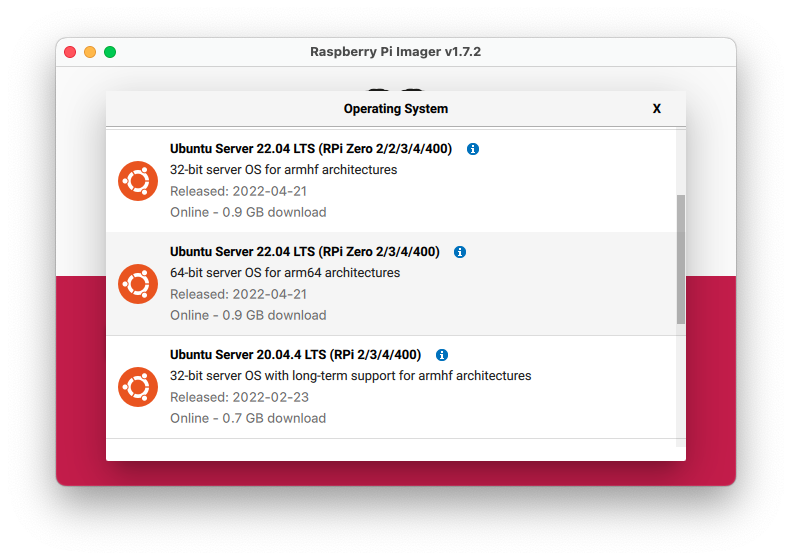 Raspberry Pi Imager v1.7.2
Operating System X
Ubuntu Server 22.04 LTS (RPi Zero 2/2/3/4/400)
32-bit server OS for armhf architectures
Released: 2022-04-21
Online - 0.9 GB download
Ubuntu Server 22.04 LTS (RPi Zero 2/3/4/400)
64-bit server OS for arm64 architectures
Released: 2022-04-21
Online - 0.9 GB download
Ubuntu Server 20.04.4 LTS (RPi 2/3/4/400)
32-bit server OS with long-term support for armhf architectures
Released: 2022-02-23
Online - 0.7 GB download